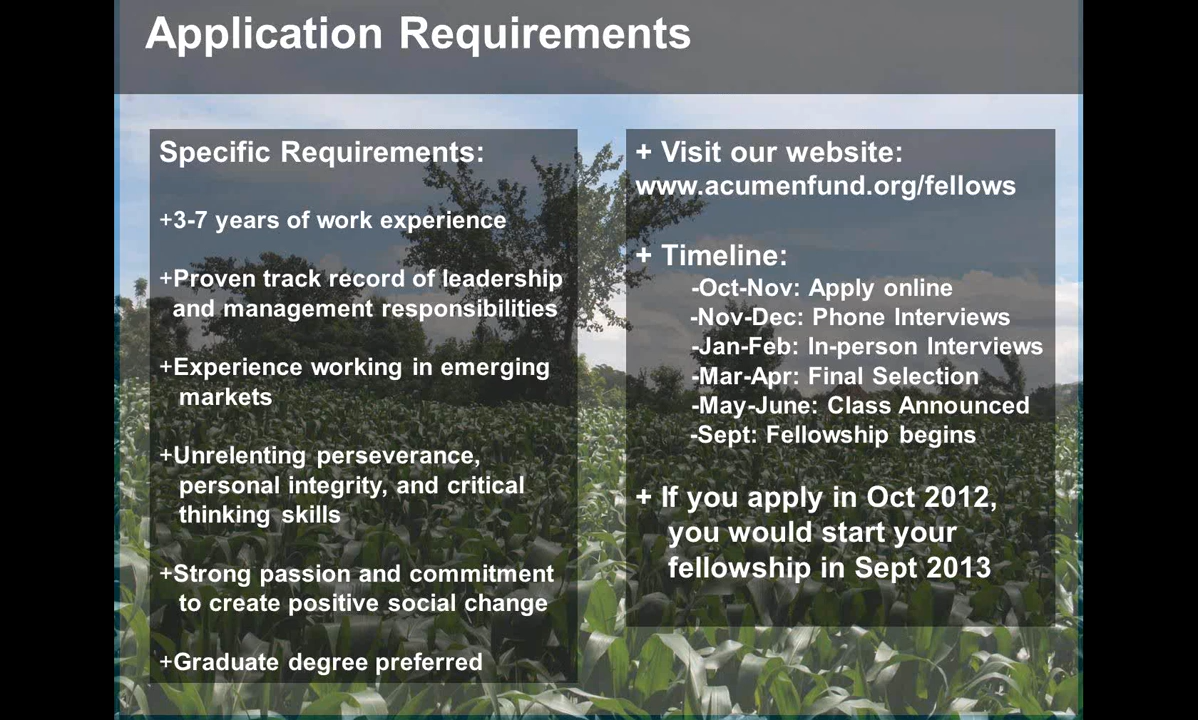 Application Requirements
Specific Requirements:
+3-7 years of work experience
+Proven track record of leadership
and management responsibilities
+Experience working in emerging
markets
+Unrelenting perseverance,
personal integrity, and critical
thinking skills
+Strong passion and commitment
to create positive social change
+Graduate degree preferred
+ Visit our website:
www.acumenfund.org/fellows
+ Timeline:
-Oct-Nov: Apply online
-Nov-Dec: Phone Interviews
-Jan-Feb: In-person Interviews
-Mar-Apr: Final Selection
-May-June: Class Announced
-Sept: Fellowship begins
+ If you apply in Oct 2012,
you would start your
fellowship in Sept 2013